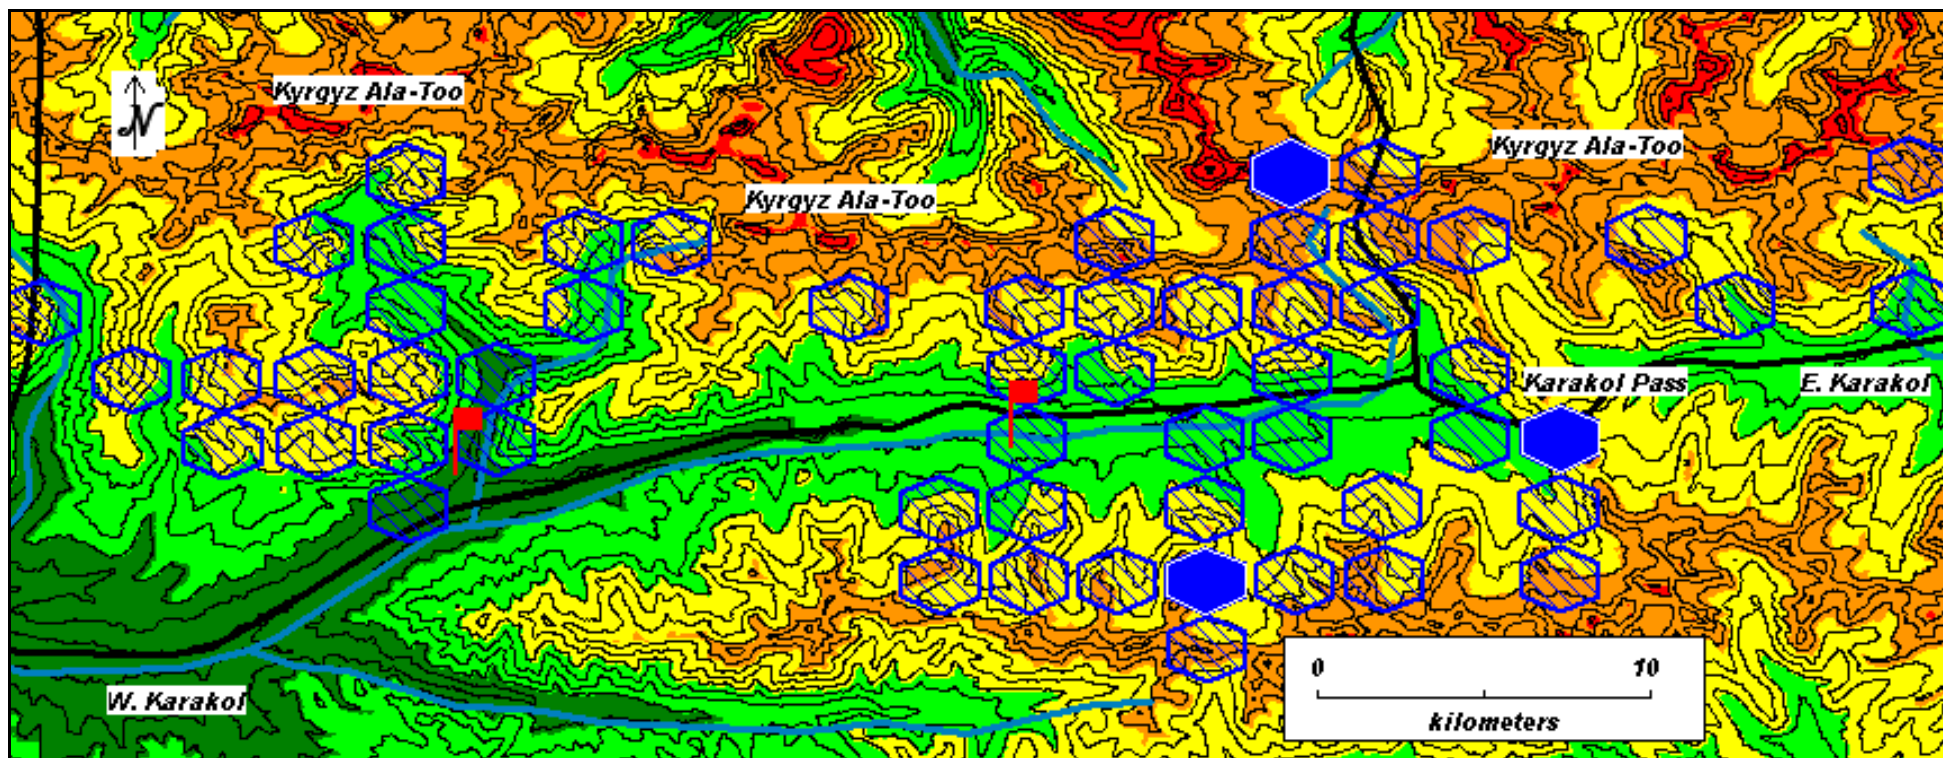 Kyrgyz Ala-Too
N
Kyrgyz Ala-Too
Kyrgyz Ala-Too
Karakol Pass
E. Karakol
0 10
kilometers
W. Karakol